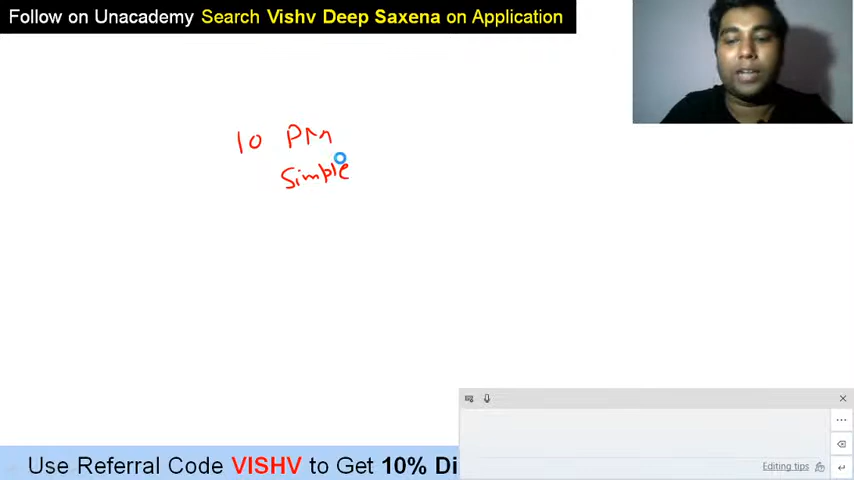 Follow on Unacademy Search Vishv Deep Saxena on Application
10 PM
Simple
Editing tips
Use Referral Code VISHV to Get 10% Di